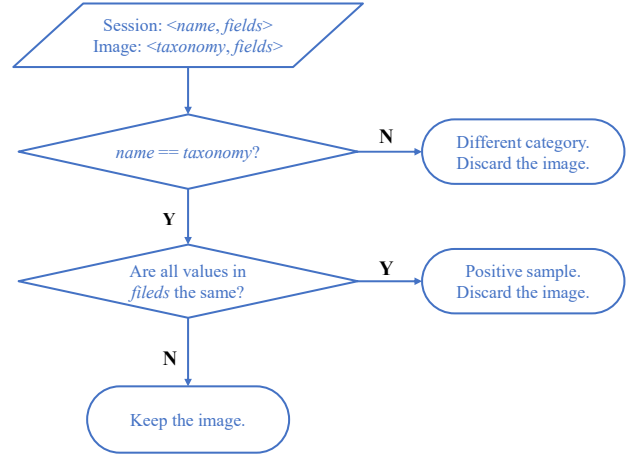 Session: <name, fields>
Image: <taxonomy, fields>
name == taxonomy?
N
Different category.
Discard the image.
Y
Are all values in
fileds the same?
Y
Positive sample.
Discard the image.
N
Keep the image.